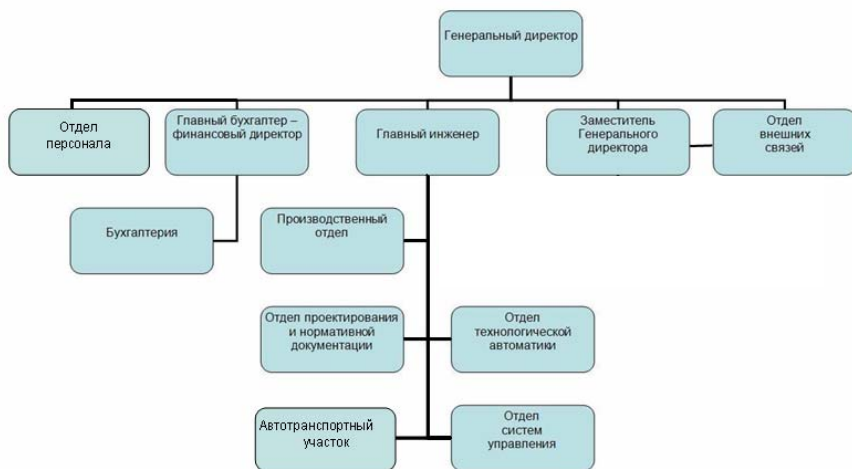 Генеральный директор
Отдел
персонала
Главный бухгалтер –
финансовый директор
Главный инженер
Заместитель
Генерального
директора
Отдел
внешних
связей
Бухгалтерия
Производственный
отдел
Отдел проектирования
и нормативной
документации
Отдел
технологической
автоматики
Автотранспортный
участок
Отдел
систем
управления